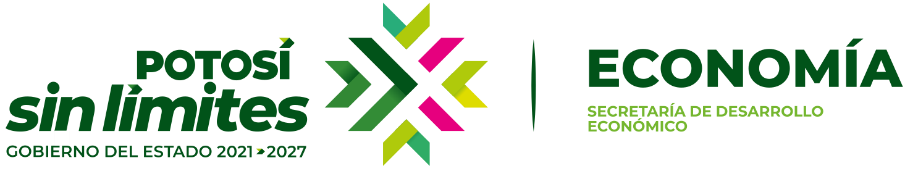 POTOSÍ
sin límites
GOBIERNO DEL ESTADO 2021 2027
ECONOMÍA
SECRETARÍA DE DESARROLLO
ECONÓMICO